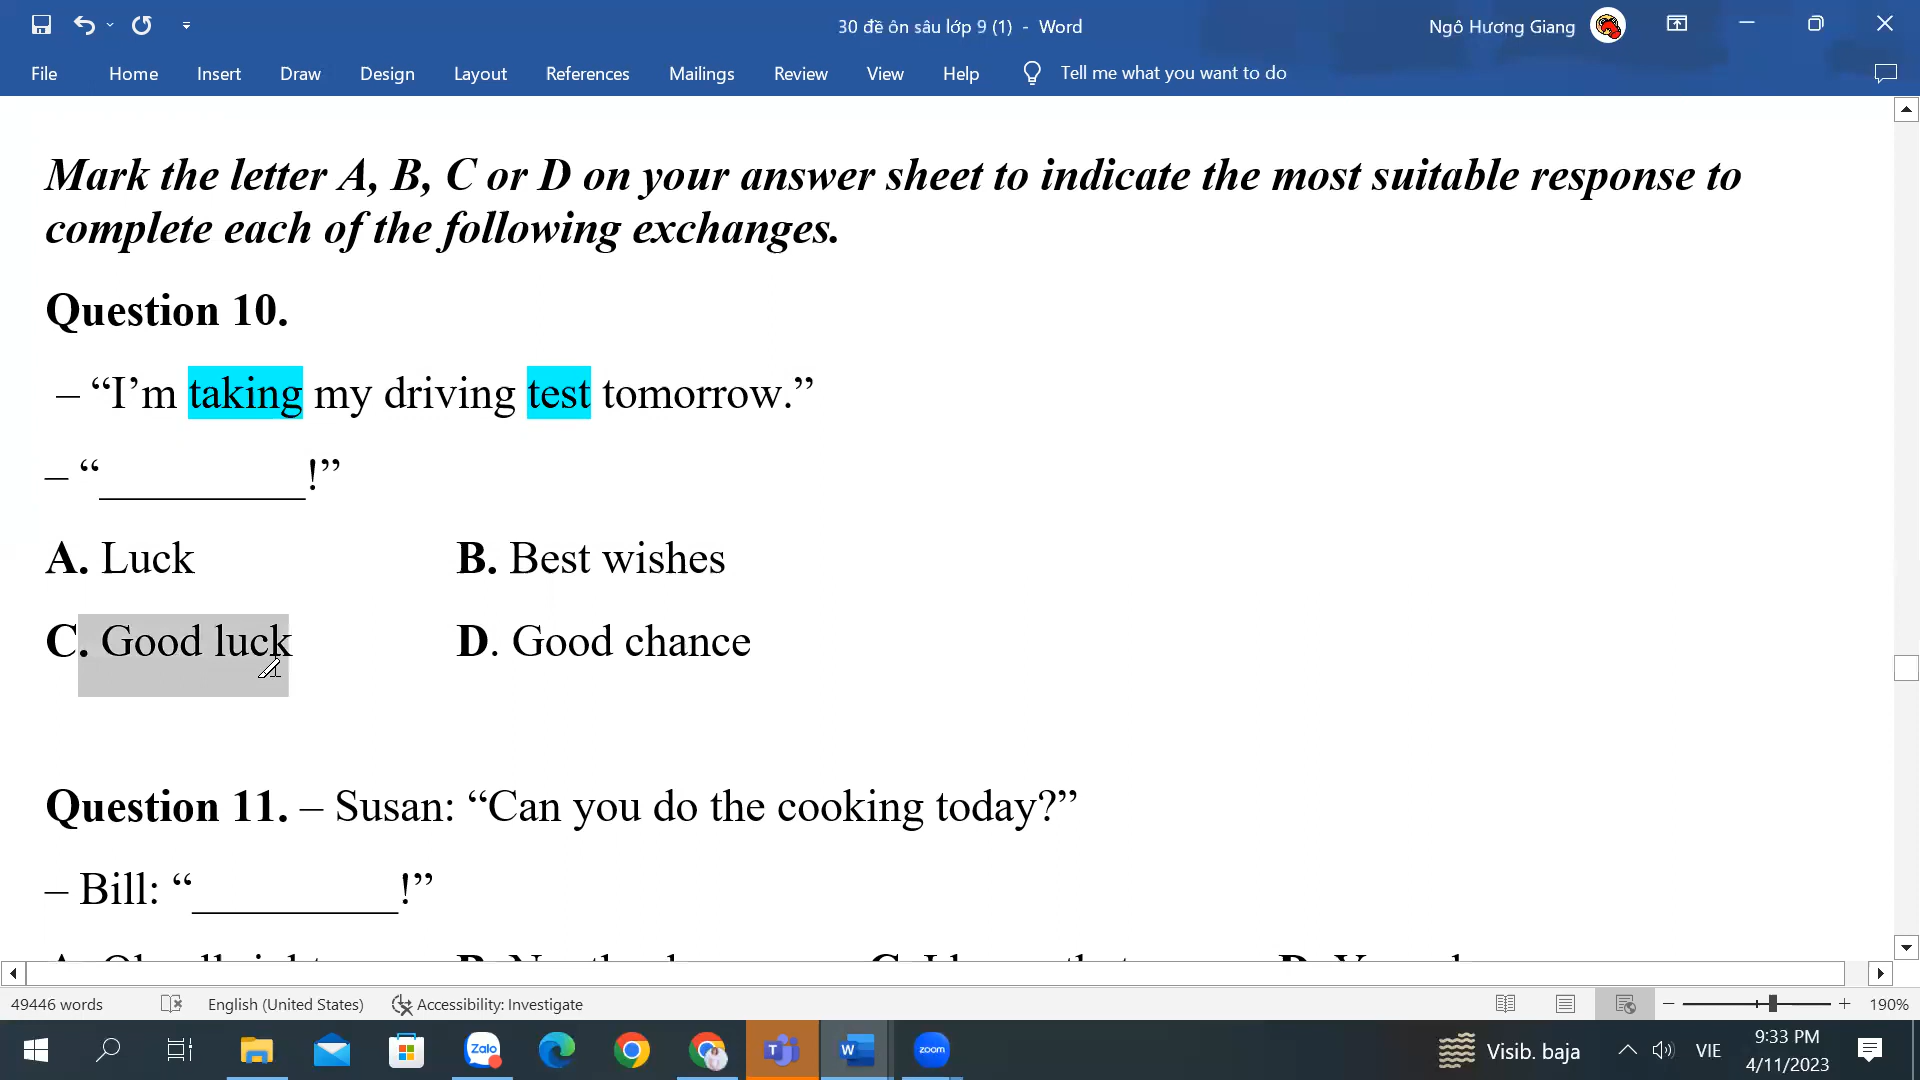 30 đề ôn sâu lớp 9 (1) - Word
Ngô Hương Giang
File Home Insert Draw Design Layout References Mailings Review View Help Tell me what you want to do
Mark the letter A, B, C or D on your answer sheet to indicate the most suitable response to
complete each of the following exchanges.
Question 10.
– “I’m taking my driving test tomorrow.”
– “_________!”
A. Luck B. Best wishes
C. Good luck D. Good chance
Question 11. – Susan: “Can you do the cooking today?”
– Bill: “_________!”
49446 words English (United States) Accessibility: Investigate 190%
Zalo zoom Visib. baja VIE 9:33 PM
4/11/2023